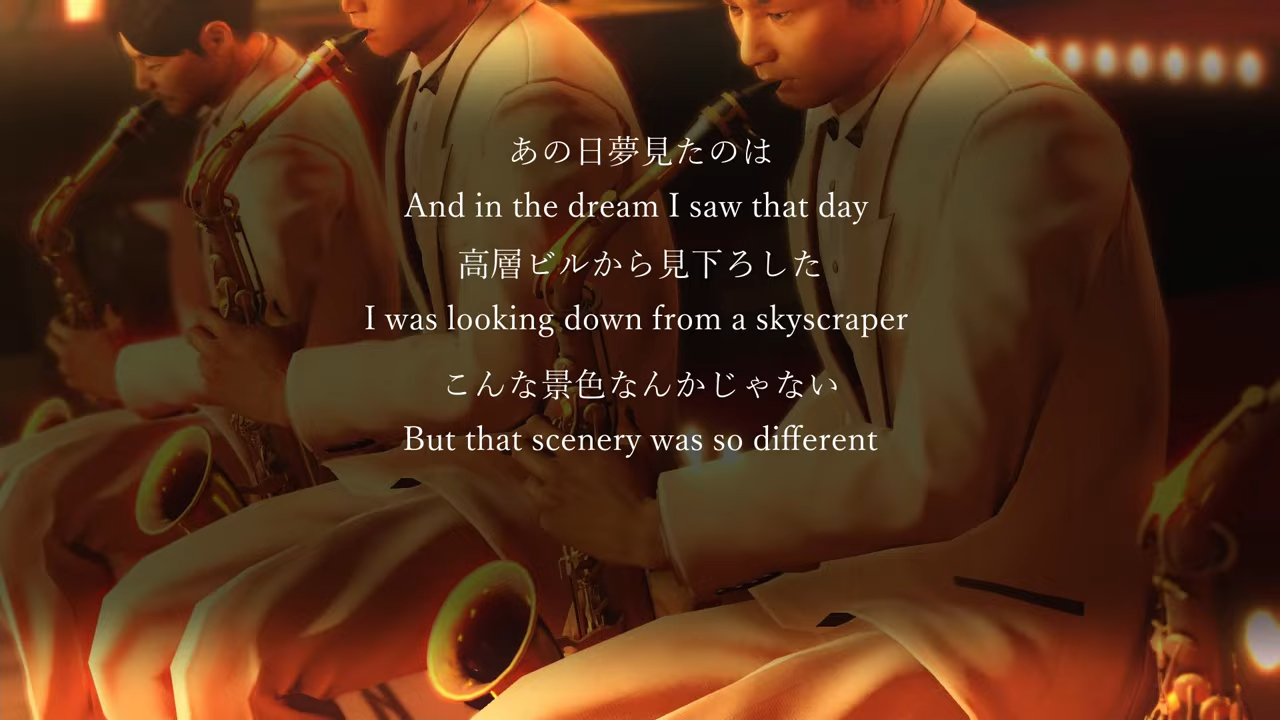 あの日夢見たのは
And in the dream I saw that day
高層ビルから見下ろした
I was looking down from a skyscraper
こんな景色なんかじゃない
But that scenery was so different